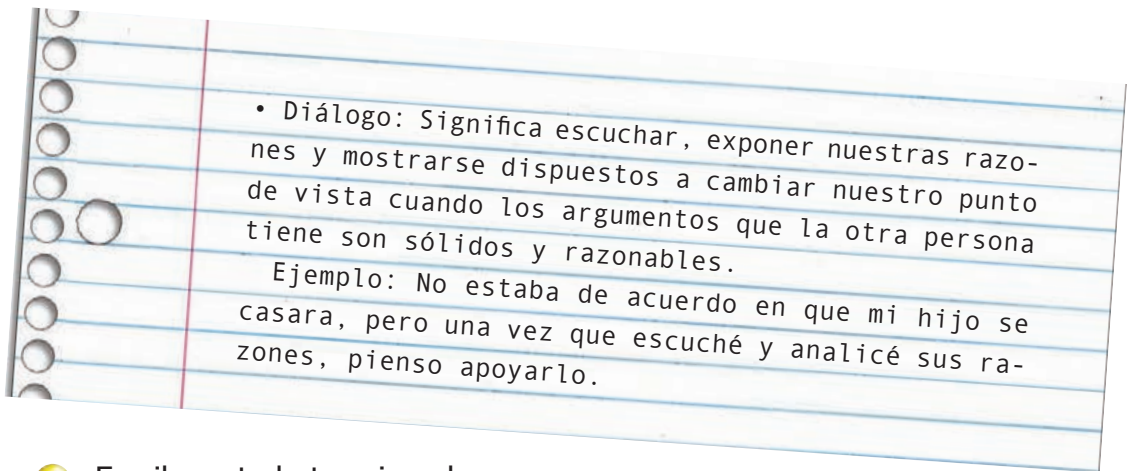 • Diálogo: Significa escuchar, exponer nuestras razo-
nes y mostrarse dispuestos a cambiar nuestro punto
de vista cuando los argumentos que la otra persona
tiene son sólidos y razonables.
Ejemplo: No estaba de acuerdo en que mi hijo se
casara, pero una vez que escuché y analicé sus ra-
zones, pienso apoyarlo.